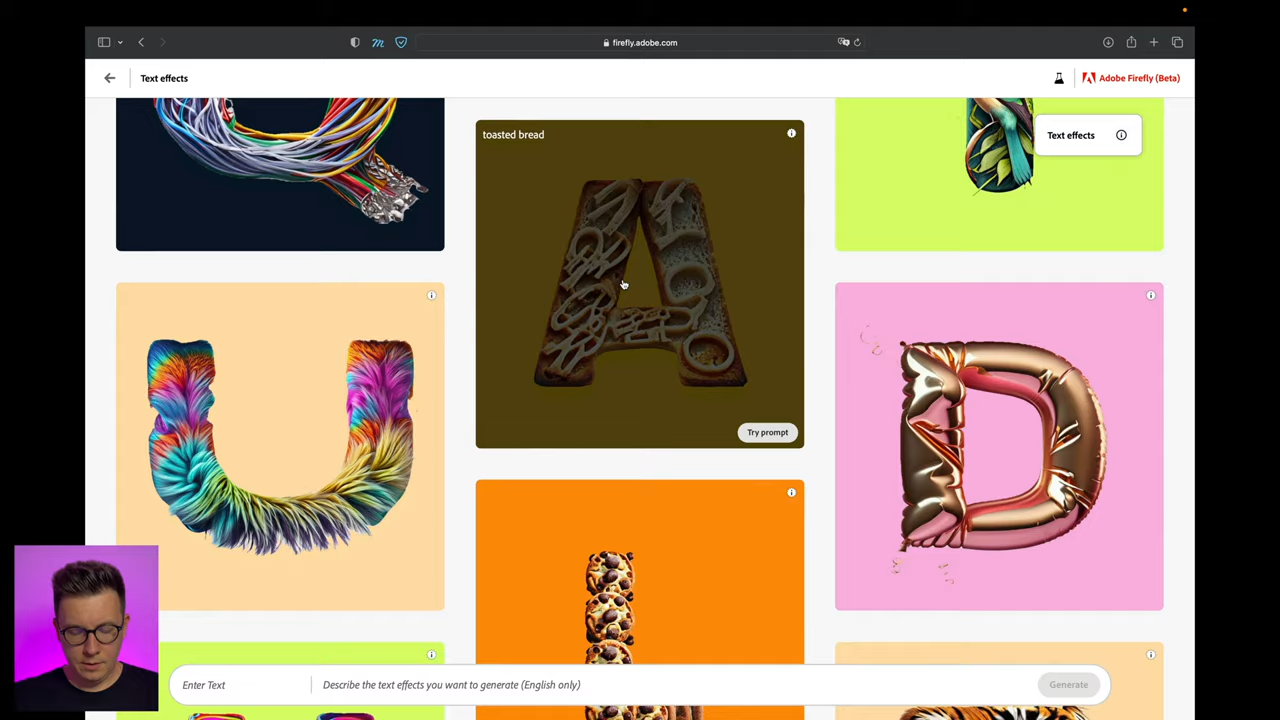 firefly.adobe.com
Text effects
Adobe Firefly (Beta)
toasted bread
Text effects
Try prompt
Enter Text
Describe the text effects you want to generate (English only)
Generate